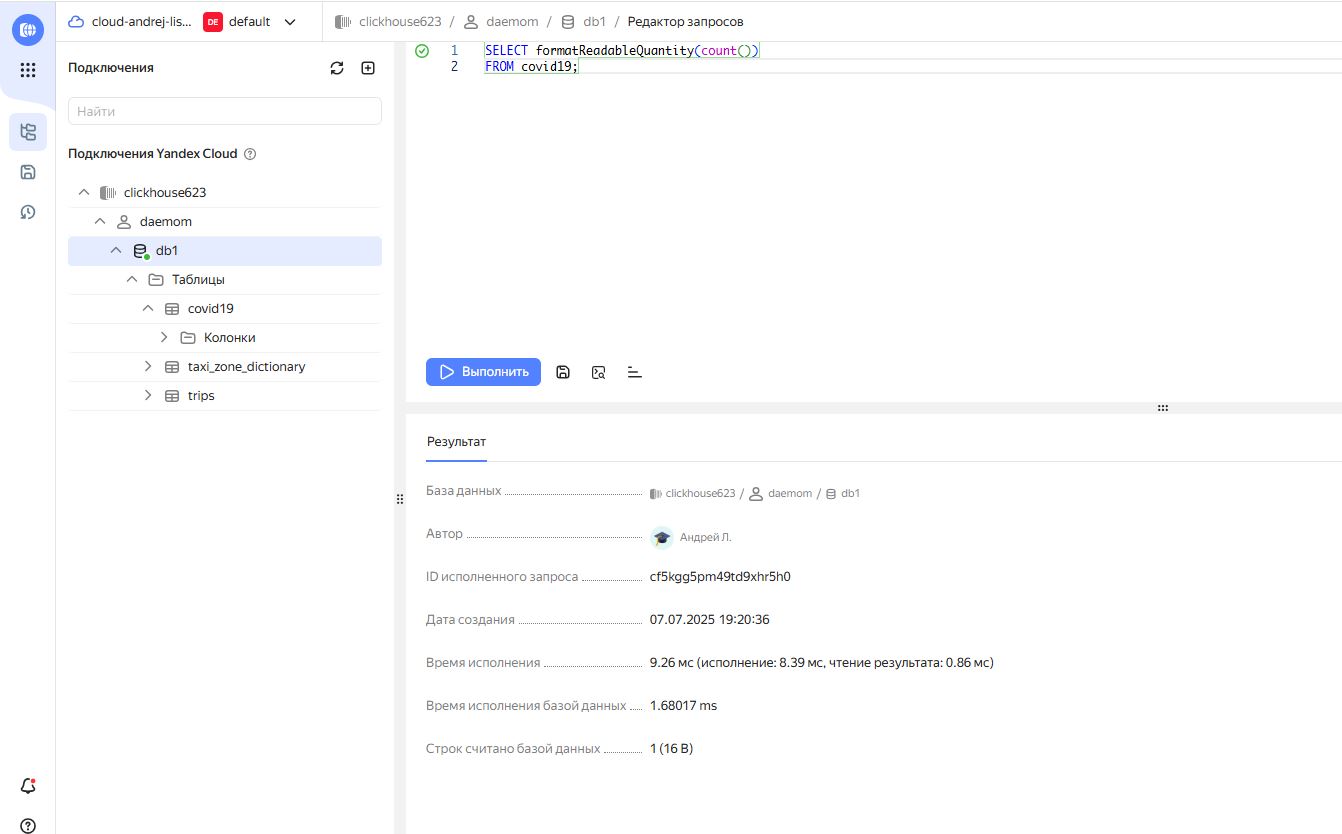 cloud-andrej-lis... DE default clickhouse623 / daemom / db1 / Редактор запросов
Подключения
Найти
Подключения Yandex Cloud
clickhouse623
daemom
db1
Таблицы
covid19
Колонки
taxi_zone_dictionary
trips
1 SELECT formatReadableQuantity(count())
2 FROM covid19;
Выполнить
Результат
База данных clickhouse623 / daemom / db1
Автор Андрей Л.
ID исполненного запроса cf5kgg5pm49td9xhr5h0
Дата создания 07.07.2025 19:20:36
Время исполнения 9.26 мс (исполнение: 8.39 мс, чтение результата: 0.86 мс)
Время исполнения базой данных 1.68017 ms
Строк считано базой данных 1 (16 B)